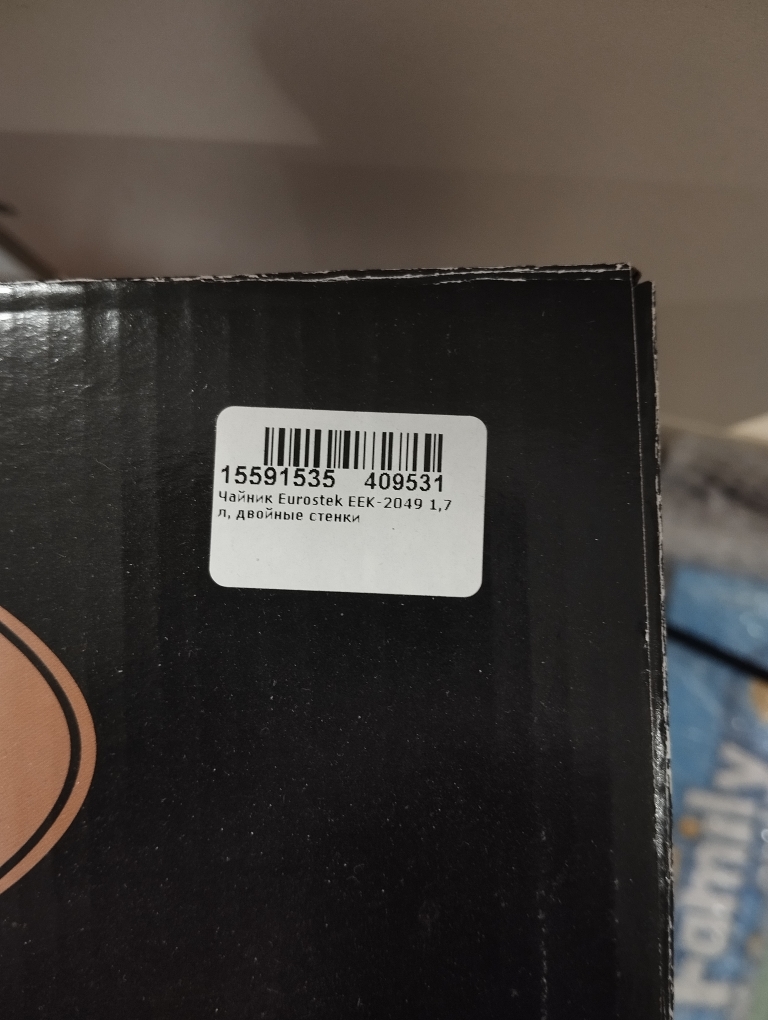 15591535 409531
Чайник Eurostek EEK-2049 1,7
л, двойные стенки
Family